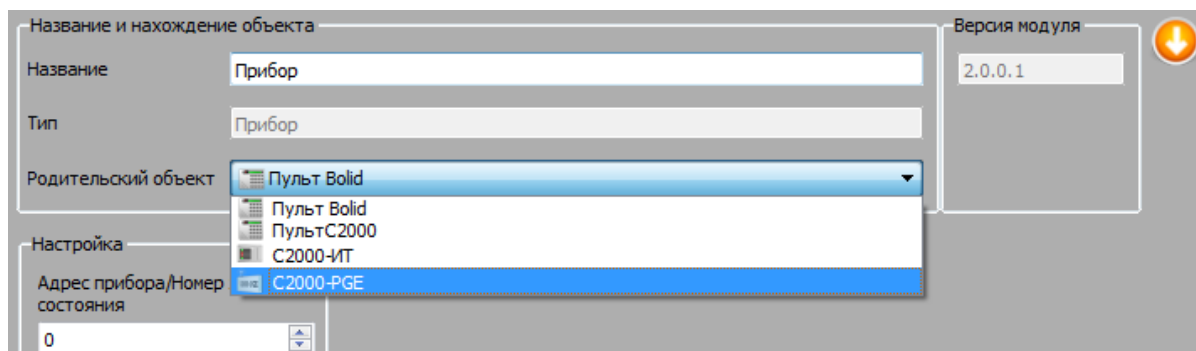 Название и нахождение объекта
Версия модуля
Название Прибор
2.0.0.1
Тип Прибор
Родительский объект Пульт Bolid
Пульт Bolid
ПультС2000
С2000-ИТ
С2000-PGE
Настройка
Адрес прибора/Номер
состояния
0